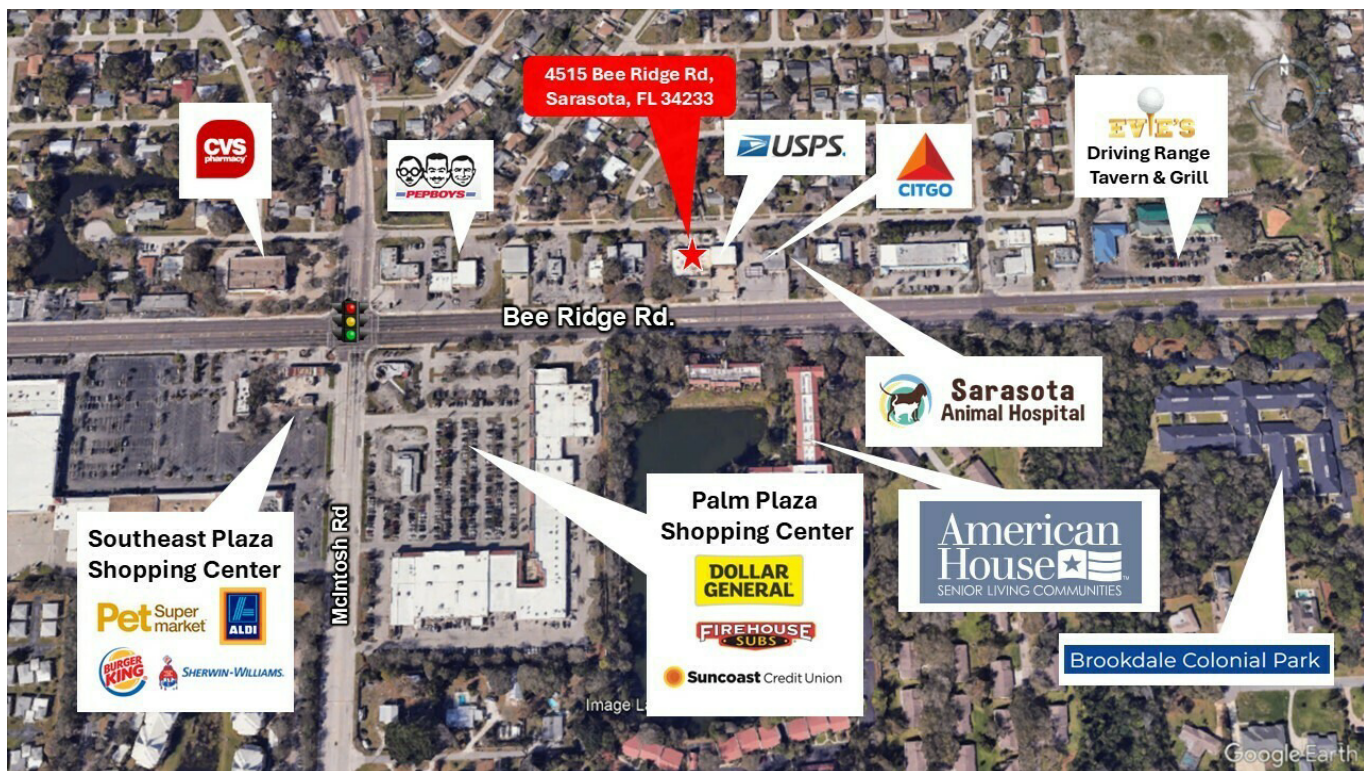 4515 Bee Ridge Rd,
Sarasota, FL 34233
CVS
pharmacy
PEPBOYS
USPS.
CITGO
EVIE'S
Driving Range
Tavern & Grill
N
Bee Ridge Rd.
McIntosh Rd
Sarasota
Animal Hospital
Southeast Plaza
Shopping Center
Pet Super
market
ALDI
BURGER
KING
SHERWIN-WILLIAMS.
Palm Plaza
Shopping Center
DOLLAR
GENERAL
FIREHOUSE
SUBS
Suncoast Credit Union
American
House
SENIOR LIVING COMMUNITIES
TM
Brookdale Colonial Park
Image
Google Earth